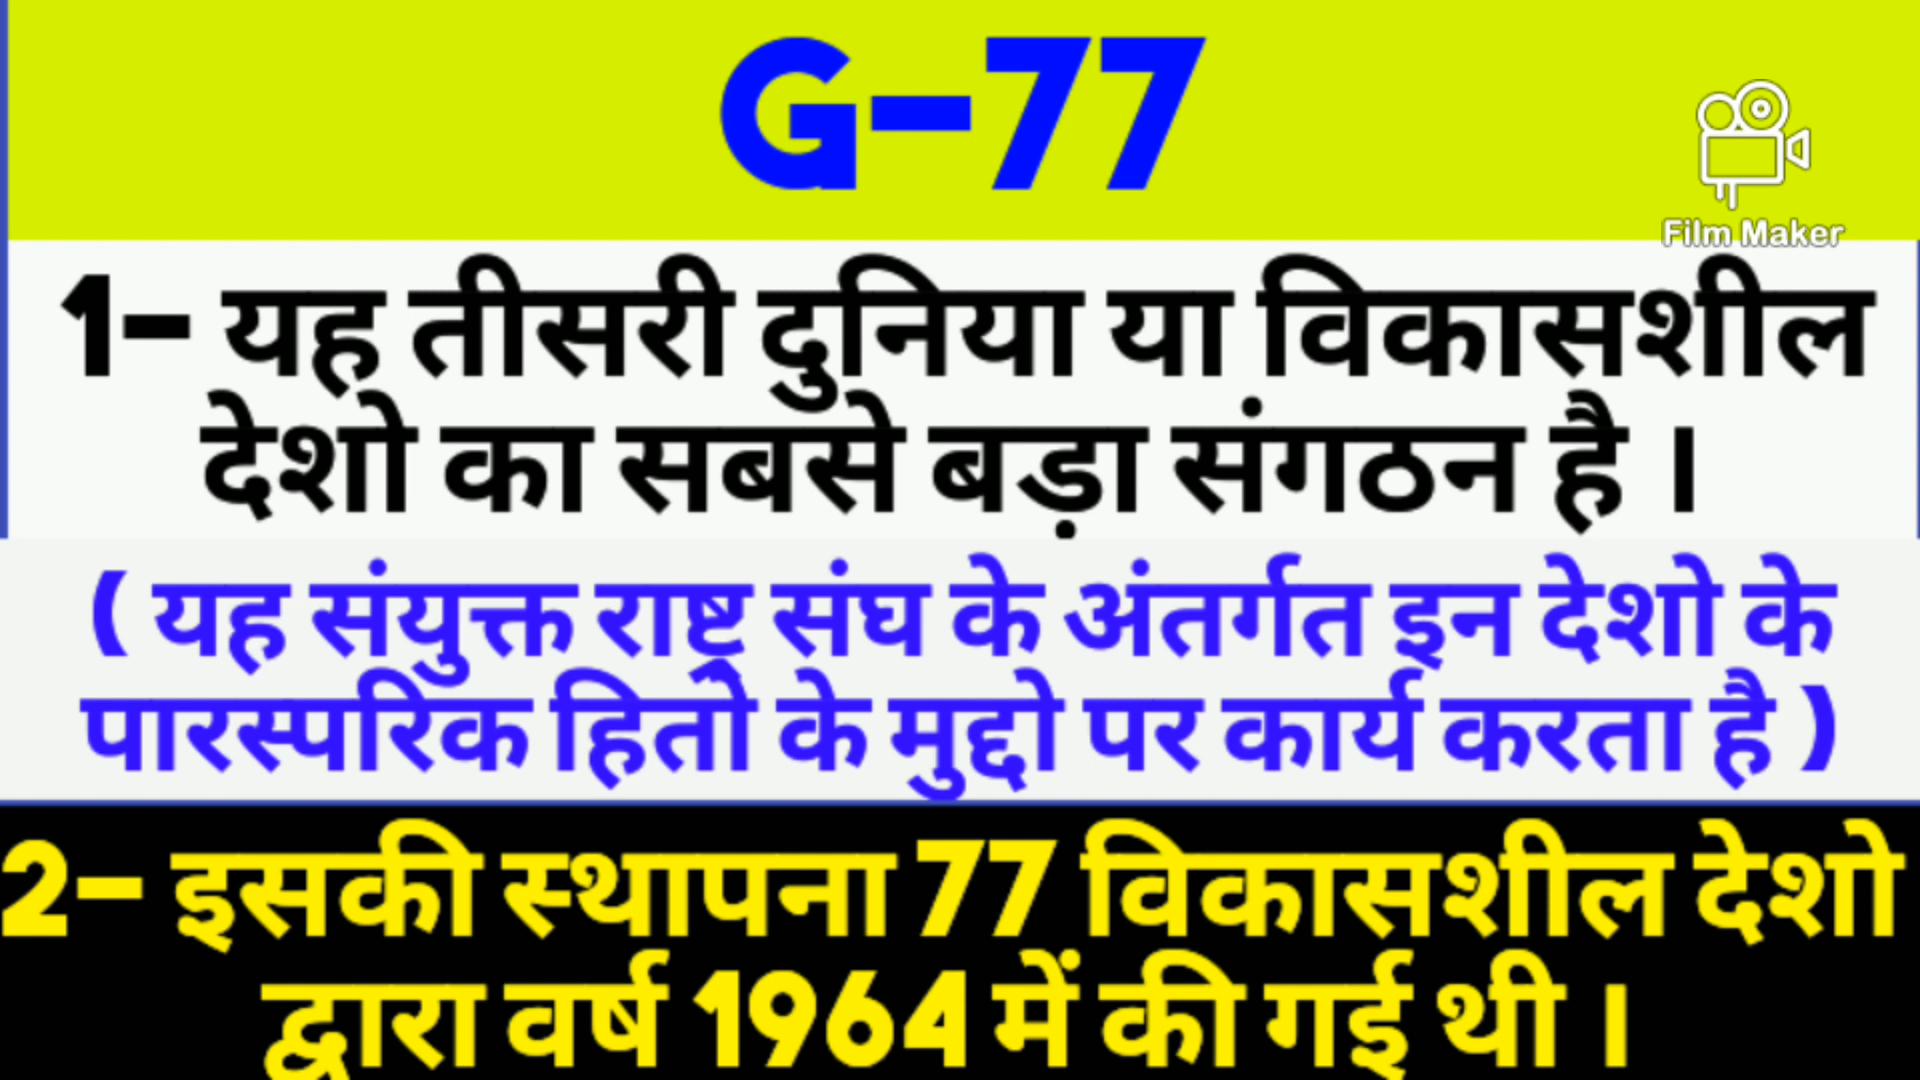 G-77
Film Maker
1- यह तीसरी दुनिया या विकासशील
देशो का सबसे बड़ा संगठन है ।
( यह संयुक्त राष्ट्र संघ के अंतर्गत इन देशो के
पारस्परिक हितो के मुद्दो पर कार्य करता है )
2- इसकी स्थापना 77 विकासशील देशो
द्वारा वर्ष 1964 में की गई थी ।